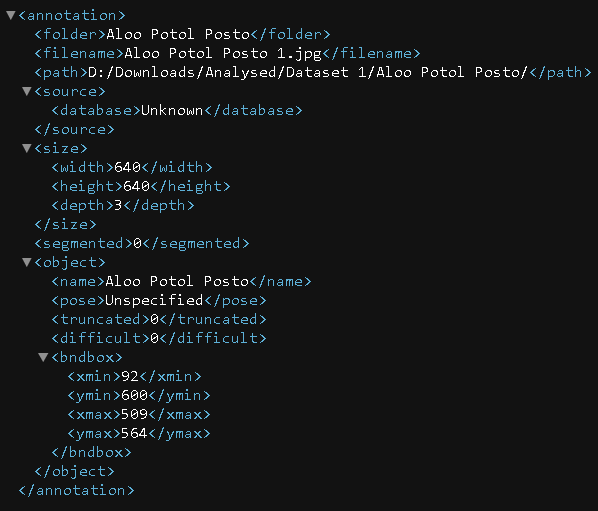 ▼<annotation>
<folder>Aloo Potol Posto</folder>
<filename>Aloo Potol Posto 1.jpg</filename>
<path>D:/Downloads/Analysed/Dataset 1/Aloo Potol Posto/</path>
▼<source>
<database>Unknown</database>
</source>
▼<size>
<width>640</width>
<height>640</height>
<depth>3</depth>
</size>
<segmented>0</segmented>
▼<object>
<name>Aloo Potol Posto</name>
<pose>Unspecified</pose>
<truncated>0</truncated>
<difficult>0</difficult>
▼<bndbox>
<xmin>92</xmin>
<ymin>600</ymin>
<xmax>509</xmax>
<ymax>564</ymax>
</bndbox>
</object>
</annotation>